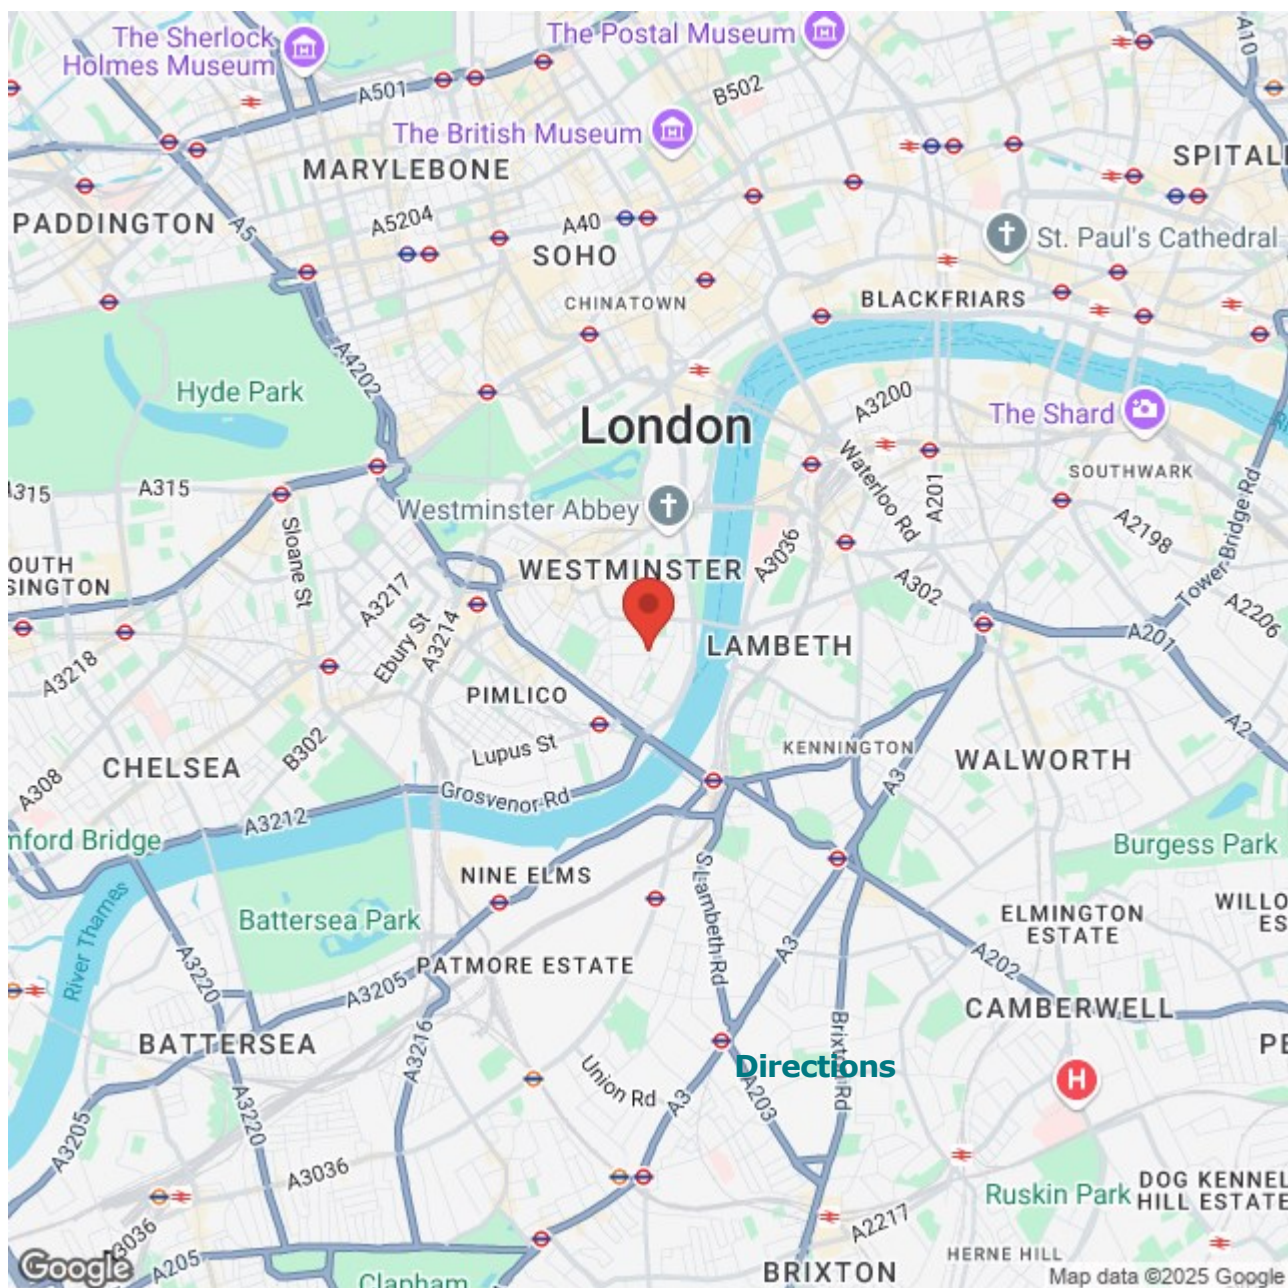 The Sherlock
Holmes Museum
The Postal Museum
A10
A501
B502
The British Museum
MARYLEBONE
SPITAL
PADDINGTON
A5
A5204
A40
SOHO
St. Paul's Cathedral
CHINATOWN
BLACKFRIARS
A4202
Hyde Park
A3200
The Shard
London
Waterloo Rd
SOUTHWARK
A315
A315
A201
Westminster Abbey
Sloane St
A2198
Tower Bridge Rd
OUTH
SINGTON
WESTMINSTER
A3036
A302
A3217
A2206
Ebury St
A3214
A201
LAMBETH
A3218
PIMLICO
B302
Lupus St
KENNINGTON
A2
CHELSEA
WALWORTH
A308
A3
Grosvenor Rd
A3212
mford Bridge
Burgess Park
NINE ELMS
S Lambeth Rd
River Thames
Battersea Park
ELMINGTON
ESTATE
WILLO
ES
A3
A202
A3220
PATMORE ESTATE
A3205
CAMBERWELL
A3216
Brixton Rd
BATTERSEA
PE
Directions
Union Rd
A3
A203
A3205
A3220
A3036
Ruskin Park
DOG KENNEL
HILL ESTATE
A2217
A3036
A205
HERNE HILL
Google
Clapham
BRIXTON
Map data ©2025 Google